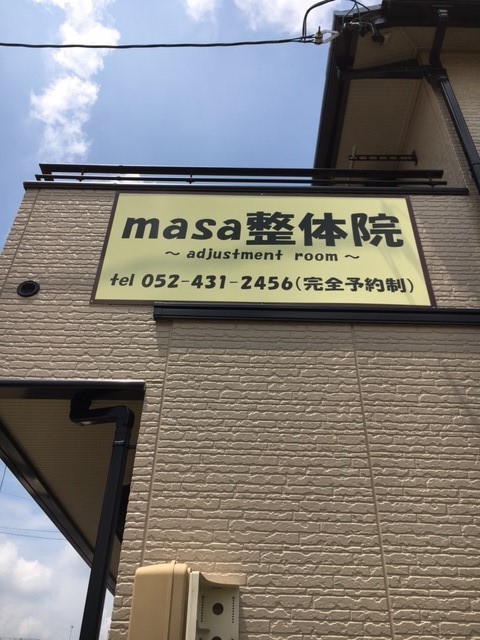 masa整体院
～ adjustment room ～
tel 052-431-2456(完全予約制)